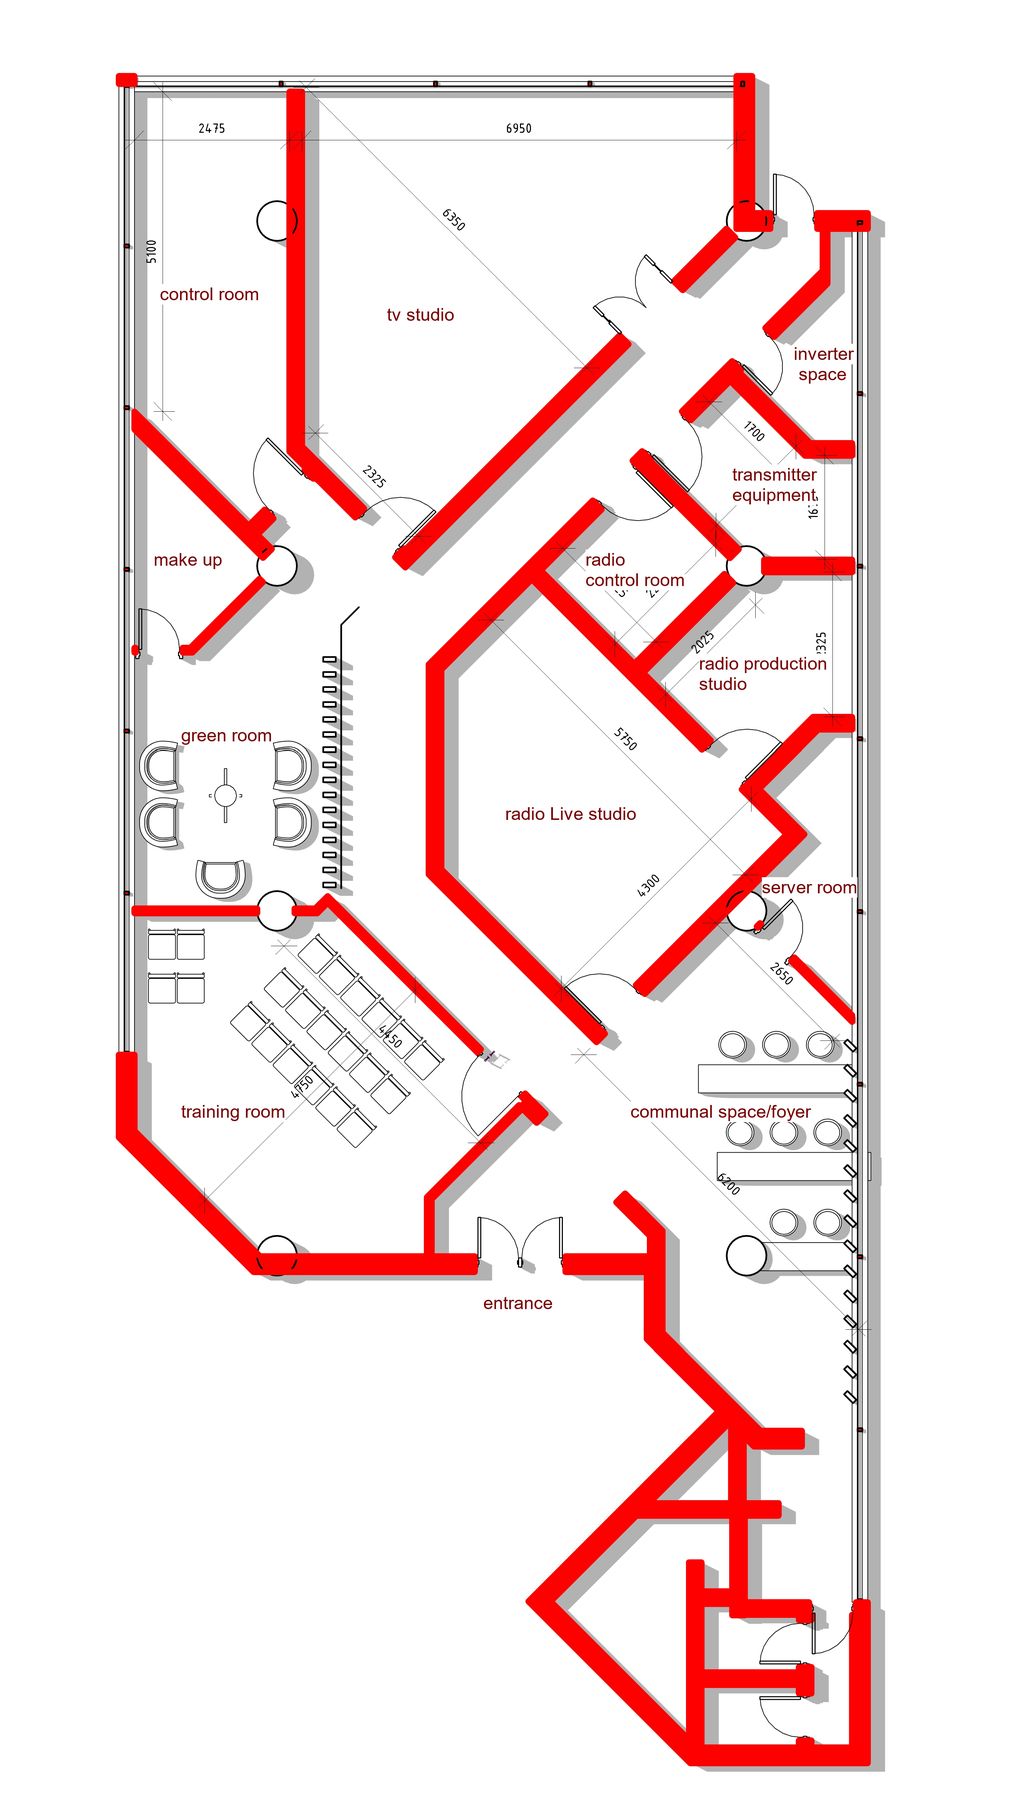 2475
6950
6350
5100
control room
tv studio
inverter
space
1700
2325
transmitter
equipment
make up
radio
control room
2025
2325
radio production
studio
green room
5750
radio Live studio
4300
server room
2650
4450
4750
training room
communal space/foyer
6200
entrance